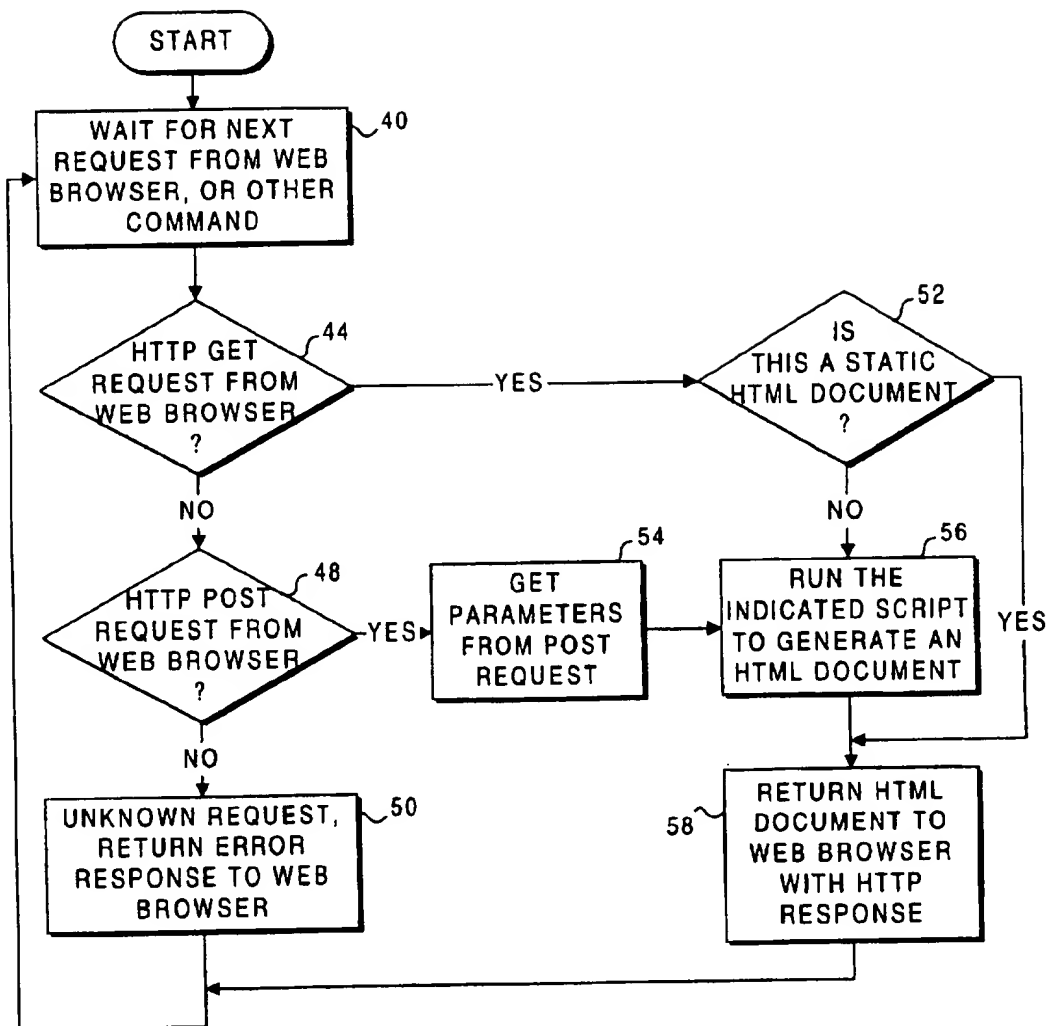 START
40
WAIT FOR NEXT
REQUEST FROM WEB
BROWSER, OR OTHER
COMMAND
44
HTTP GET
REQUEST FROM
WEB BROWSER
?
YES
52
IS
THIS A STATIC
HTML DOCUMENT
?
NO
NO
YES
48
HTTP POST
REQUEST FROM
WEB BROWSER
?
YES
54
GET
PARAMETERS
FROM POST
REQUEST
56
RUN THE
INDICATED SCRIPT
TO GENERATE AN
HTML DOCUMENT
NO
50
UNKNOWN REQUEST,
RETURN ERROR
RESPONSE TO WEB
BROWSER
58
RETURN HTML
DOCUMENT TO
WEB BROWSER
WITH HTTP
RESPONSE